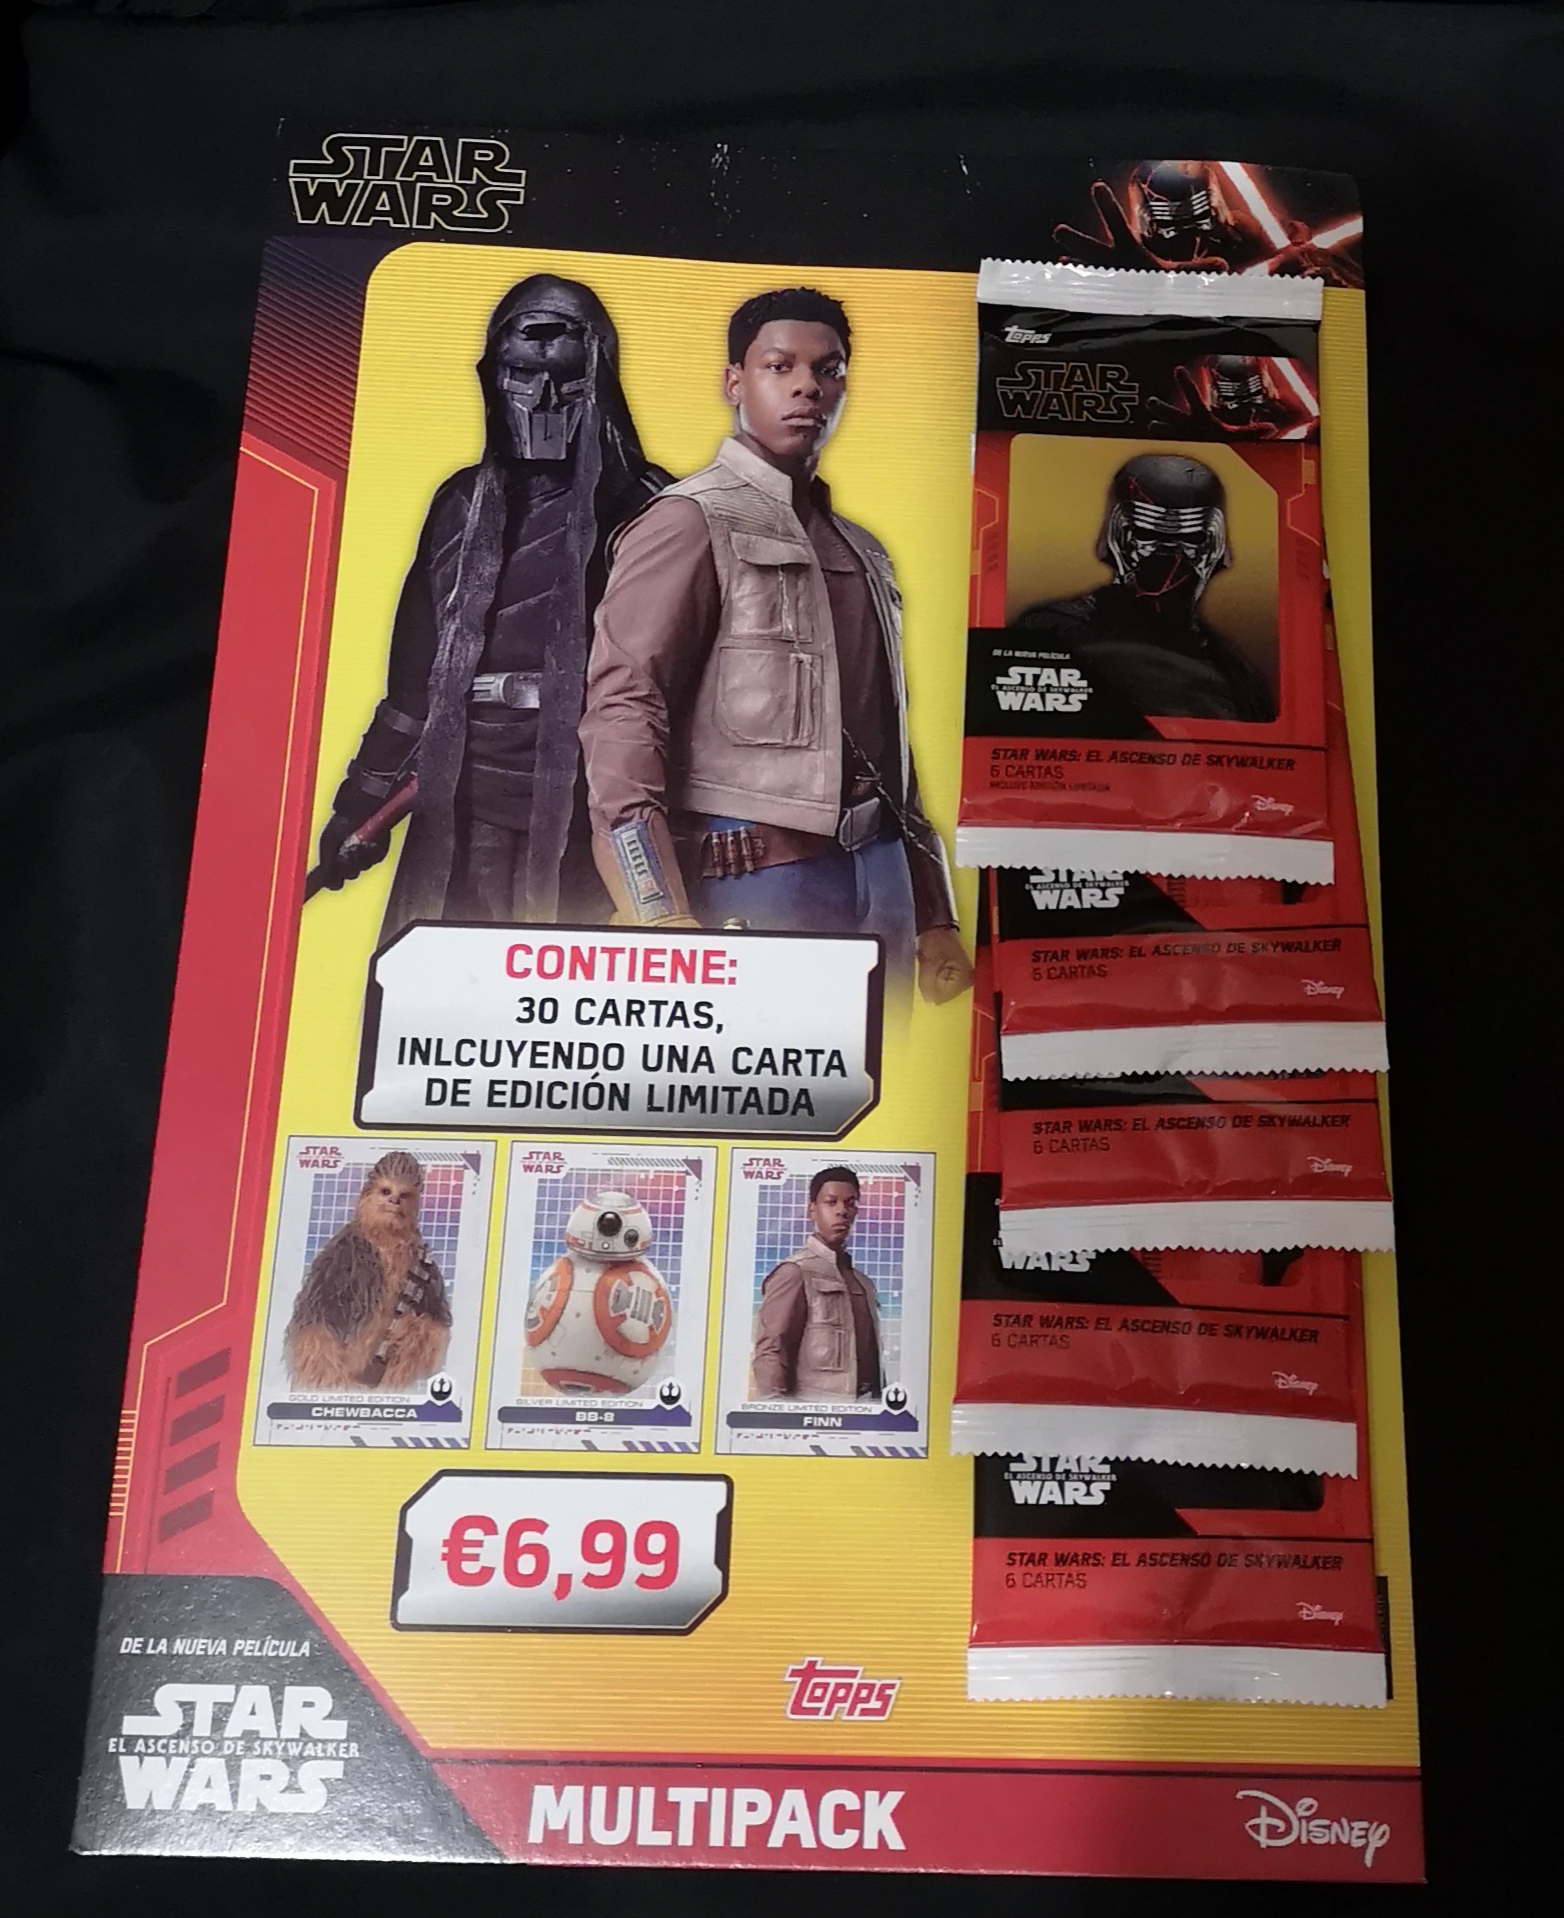 STAR
WARS
CONTIENE:
30 CARTAS,
INLCUYENDO UNA CARTA
DE EDICIÓN LIMITADA
STAR
WARS
GOLD LIMITED EDITION
CHEWBACCA
STAR
WARS
SILVER LIMITED EDITION
BB-8
STAR
WARS
BRONZE LIMITED EDITION
FINN
€6,99
topps
DE LA NUEVA PELÍCULA
STAR
EL ASCENSO DE SKYWALKER
WARS
MULTIPACK
Disney
topps
STAR
WARS
DE LA NUEVA PELÍCULA
STAR
EL ASCENSO DE SKYWALKER
WARS
STAR WARS: EL ASCENSO DE SKYWALKER
6 CARTAS
INCLUYE EDICIÓN LIMITADA
Disney
STAR
EL ASCENSO DE SKYWALKER
WARS
STAR WARS: EL ASCENSO DE SKYWALKER
6 CARTAS
Disney
STAR WARS: EL ASCENSO DE SKYWALKER
6 CARTAS
Disney
WARS
STAR WARS: EL ASCENSO DE SKYWALKER
6 CARTAS
Disney
STAR
EL ASCENSO DE SKYWALKER
WARS
STAR WARS: EL ASCENSO DE SKYWALKER
6 CARTAS
Disney